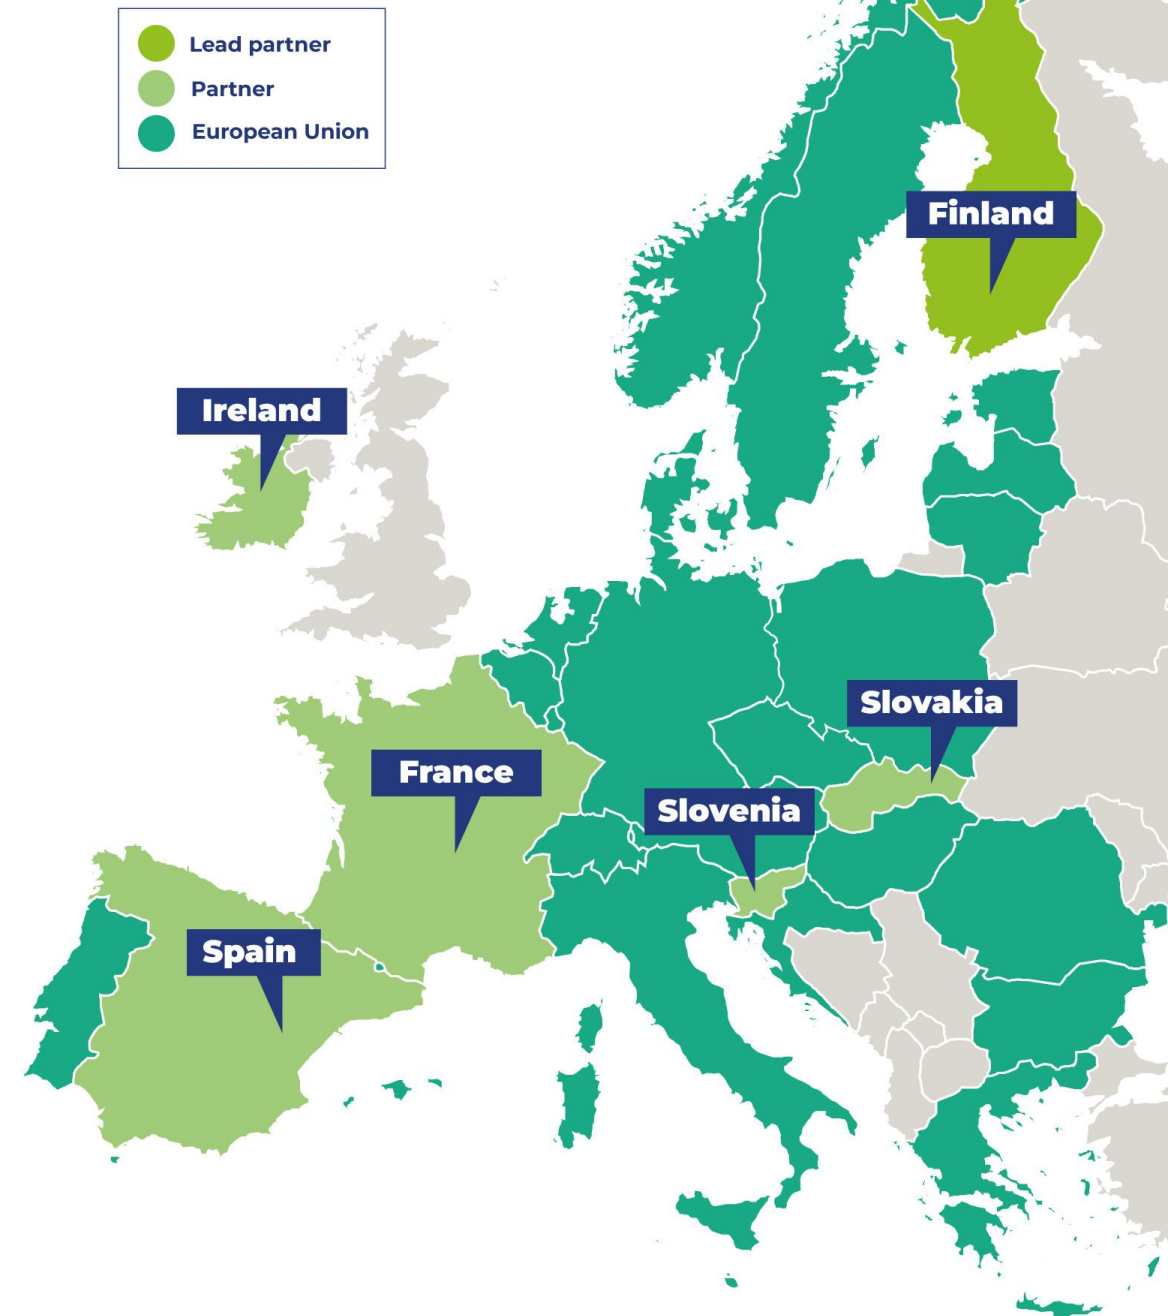 Lead partner
Partner
European Union
Finland
Ireland
Slovakia
France
Slovenia
Spain